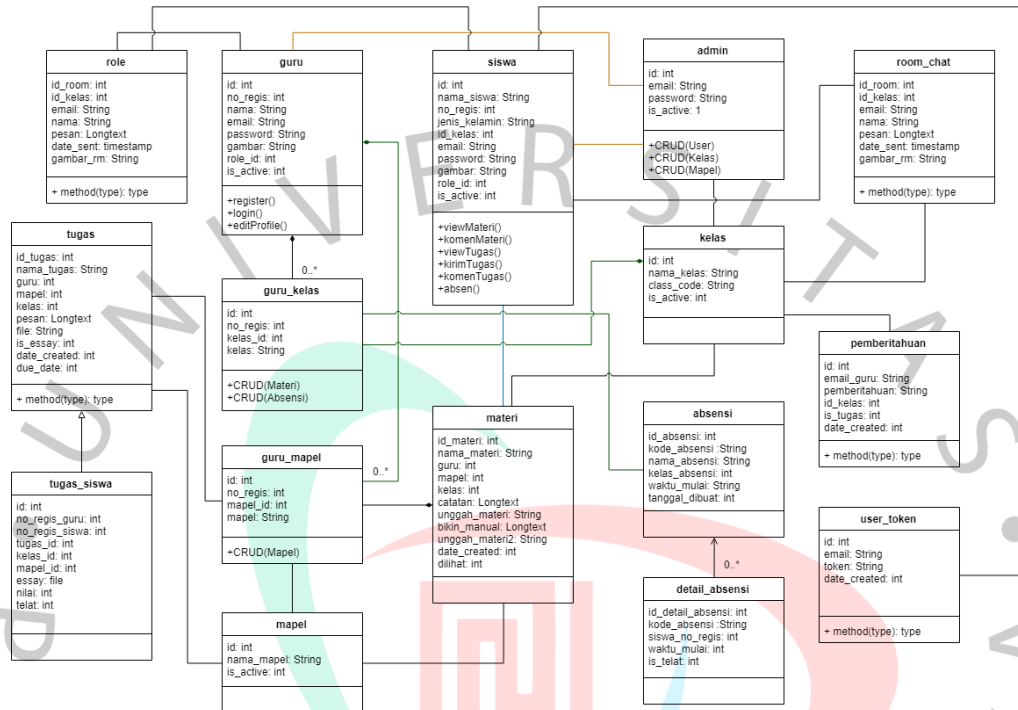 role
id_room: int
id_kelas: int
email: String
nama: String
pesan: Longtext
date_sent: timestamp
gambar_rm: String
+ method(type): type
guru
id: int
no_regis: int
nama: String
email: String
password: String
gambar: String
role_id: int
is_active: int
+register()
+login()
+editProfile()
siswa
id: int
nama_siswa: String
no_regis: int
jenis_kelamin: String
id_kelas: int
email: String
password: String
gambar: String
role_id: int
is_active: int
+viewMateri()
+komenMateri()
+viewTugas()
+kirimTugas()
+komenTugas()
+absen()
admin
id: int
email: String
password: String
is_active: 1
+CRUD(User)
+CRUD(Kelas)
+CRUD(Mapel)
room_chat
id_room: int
id_kelas: int
email: String
nama: String
pesan: Longtext
date_sent: timestamp
gambar_rm: String
+ method(type): type
tugas
id_tugas: int
nama_tugas: String
guru: int
mapel: int
kelas: int
pesan: Longtext
file: String
is_essay: int
date_created: int
due_date: int
+ method(type): type
0..*
guru_kelas
id: int
no_regis: int
kelas_id: int
kelas: String
+CRUD(Materi)
+CRUD(Absensi)
kelas
id: int
nama_kelas: String
class_code: String
is_active: int
pemberitahuan
id: int
email_guru: String
pemberitahuan: String
id_kelas: int
is_tugas: int
date_created: int
+ method(type): type
tugas_siswa
id: int
no_regis_guru: int
no_regis_siswa: int
tugas_id: int
kelas_id: int
mapel_id: int
essay: file
nilai: int
telat: int
guru_mapel
id: int
no_regis: int
mapel_id: int
mapel: String
+CRUD(Mapel)
0..*
materi
id_materi: int
nama_materi: String
guru: int
mapel: int
kelas: int
catatan: Longtext
unggah_materi: String
bikin_manual: Longtext
unggah_materi2: String
date_created: int
dilihat: int
absensi
id_absensi: int
kode_absensi :String
nama_absensi: String
kelas_absensi: int
waktu_mulai: String
tanggal_dibuat: int
0..*
user_token
id: int
email: String
token: String
date_created: int
+ method(type): type
mapel
id: int
nama_mapel: String
is_active: int
detail_absensi
id_detail_absensi: int
kode_absensi :String
siswa_no_regis: int
waktu_mulai: int
is_telat: int
UNIVERSITAS